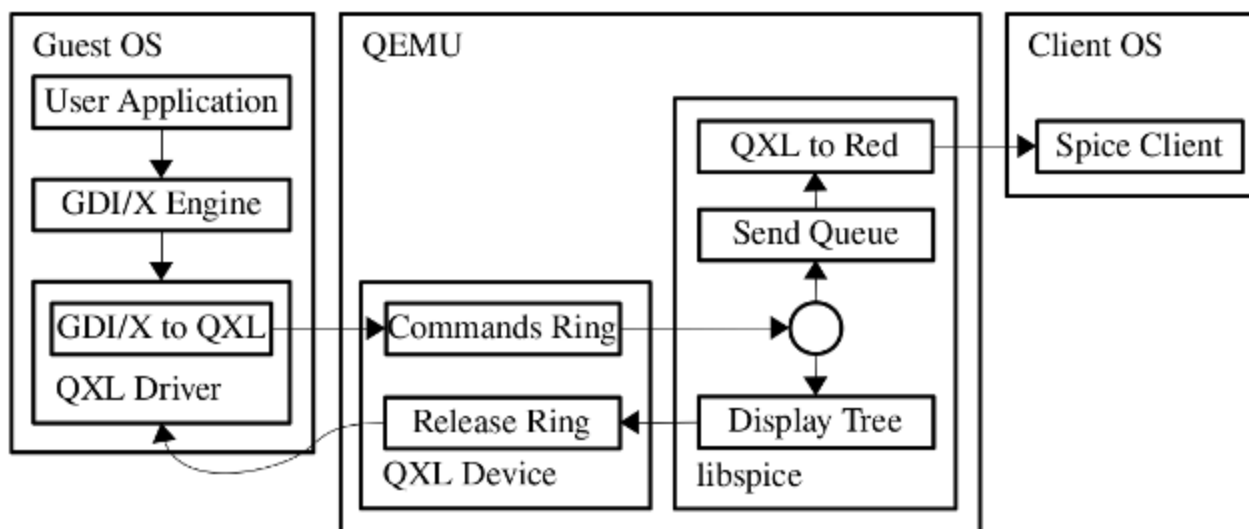 Guest OS
User Application
GDI/X Engine
GDI/X to QXL
QXL Driver
QEMU
Commands Ring
Release Ring
QXL Device
QXL to Red
Send Queue
Display Tree
libspice
Client OS
Spice Client